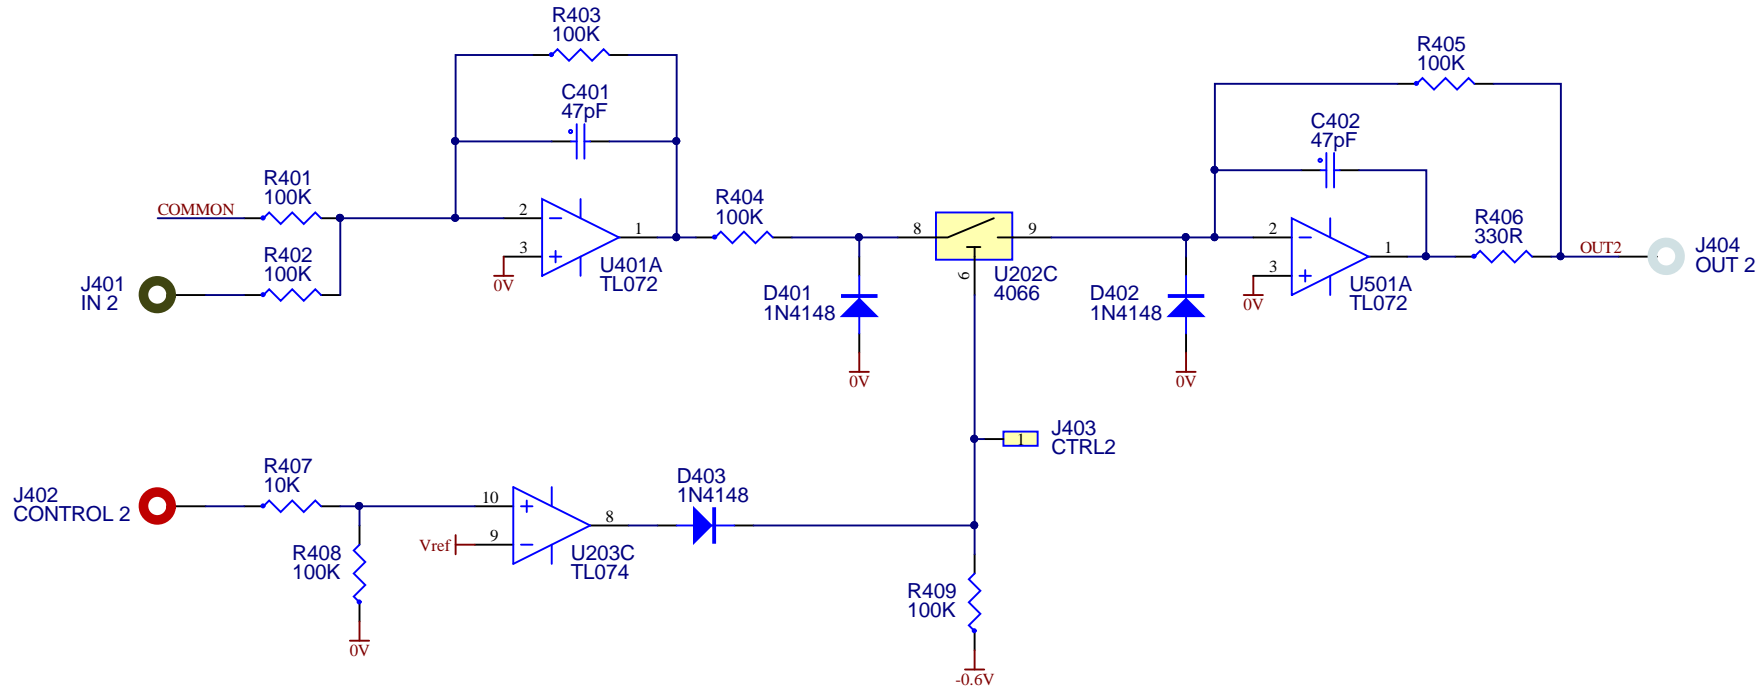 R403
100K
C401
47pF
R401
100K
COMMON
R402
100K
J401
IN 2
2
3
1
0V
U401A
TL072
R404
100K
8
9
6
U202C
4066
D401
1N4148
0V
D402
1N4148
0V
R405
100K
C402
47pF
2
3
1
0V
U501A
TL072
R406
330R
OUT2
J404
OUT 2
1
J403
CTRL2
J402
CONTROL 2
R407
10K
R408
100K
0V
10
9
8
Vref
U203C
TL074
D403
1N4148
R409
100K
-0.6V